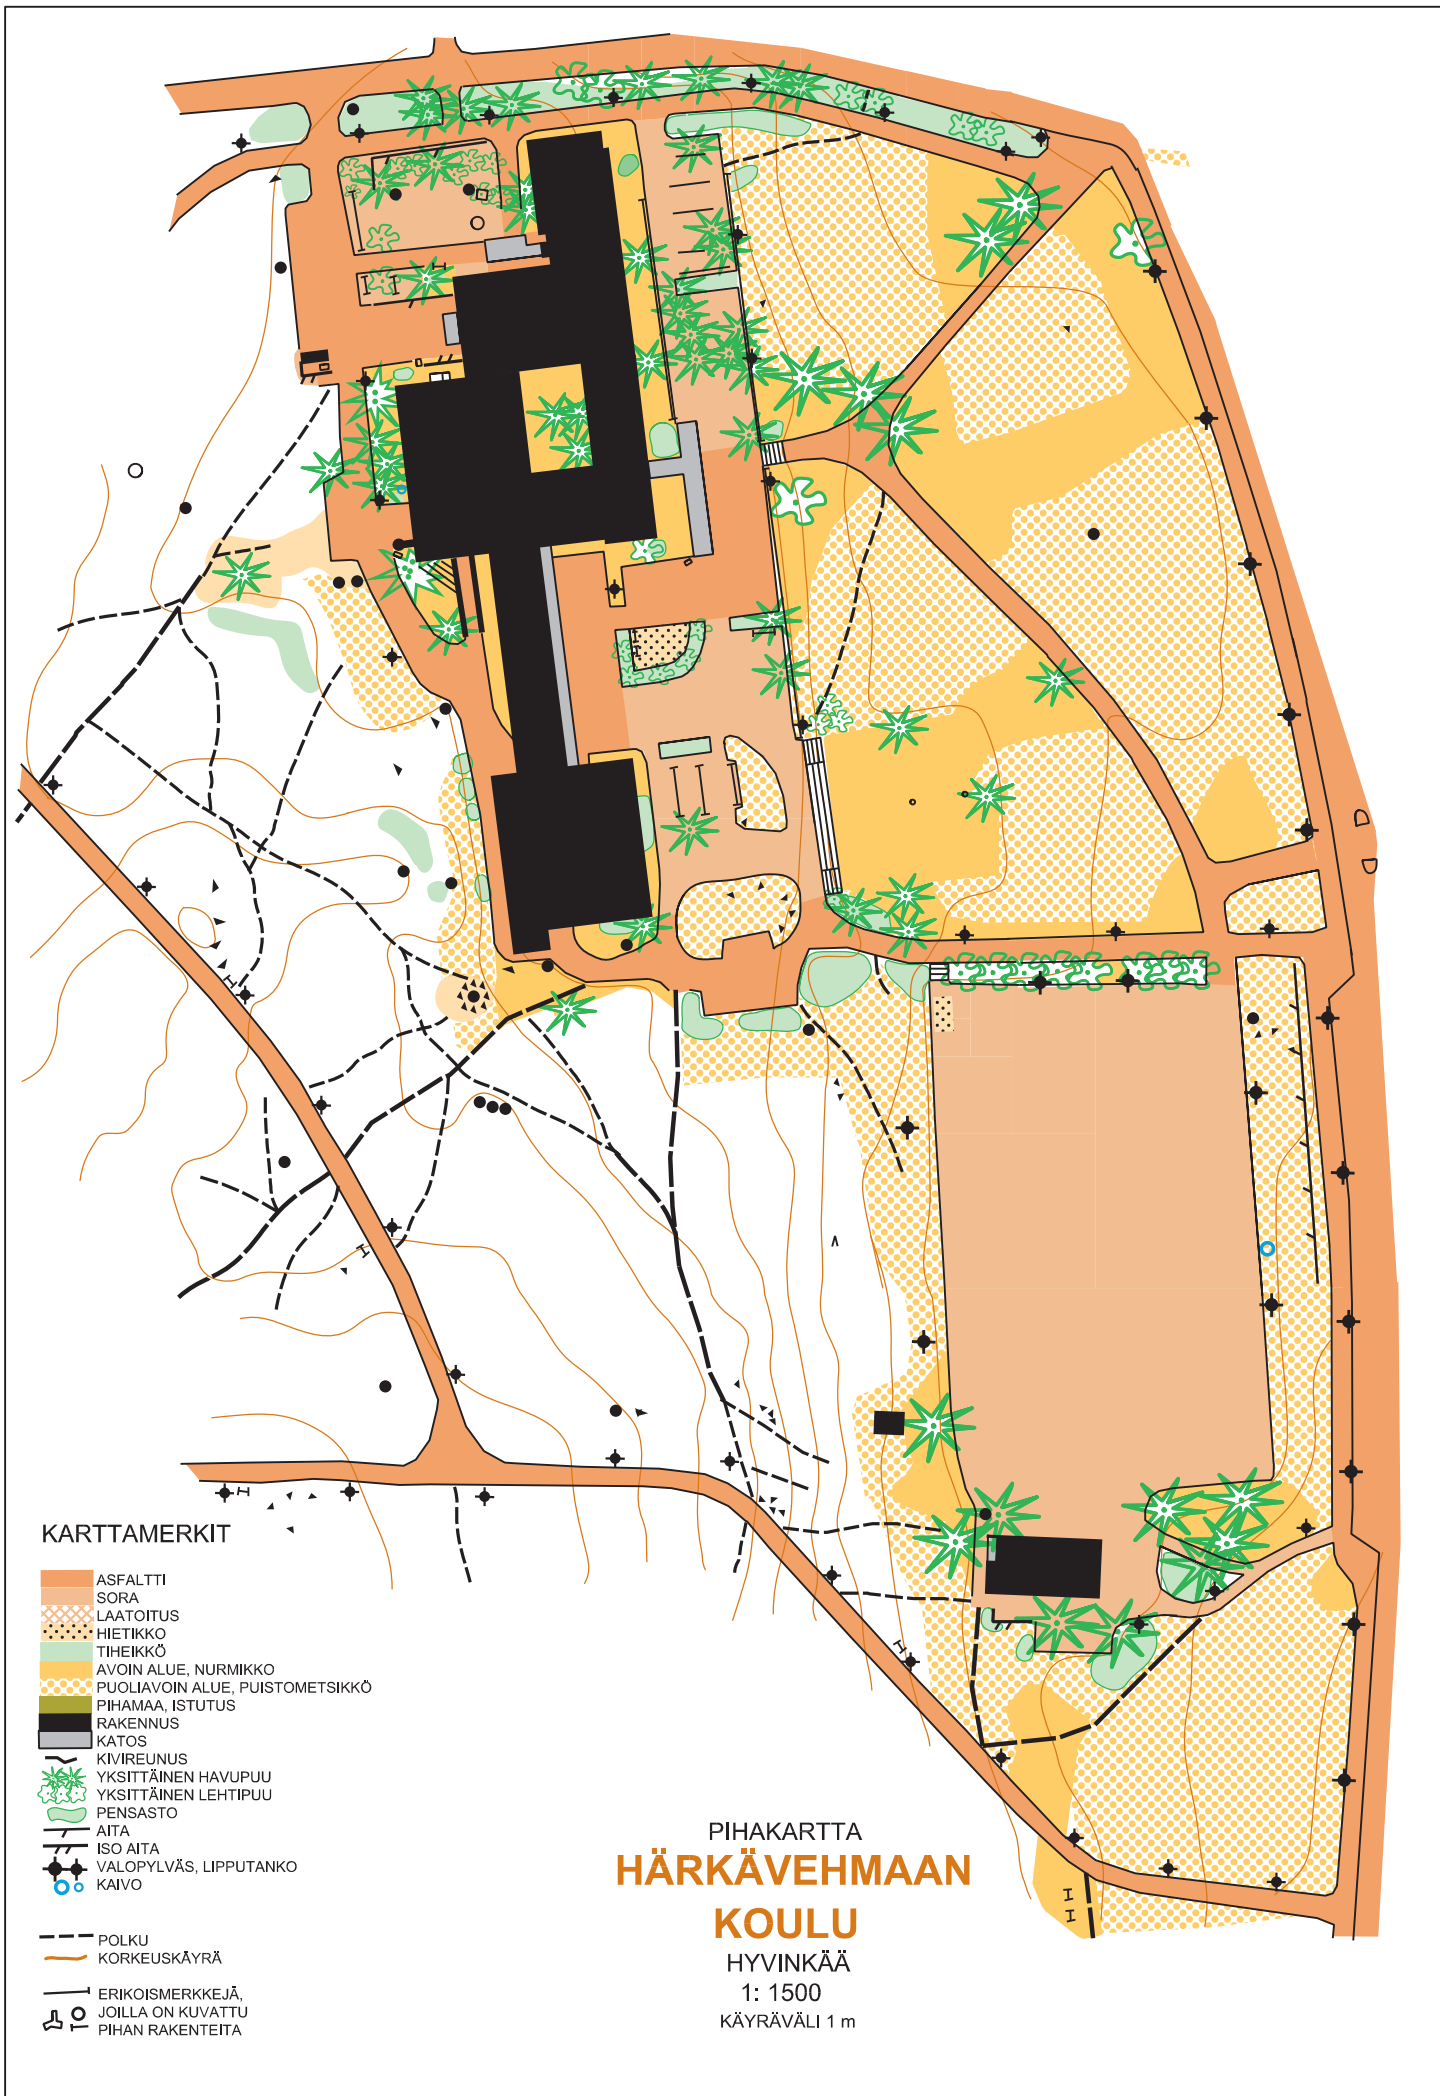 KARTTAMERKIT
ASFALTTI
SORA
LAATOITUS
HIETIKKO
TIHEIKKÖ
AVOIN ALUE, NURMIKKO
PUOLIAVOIN ALUE, PUISTOMETSIKKÖ
PIHAMAA, ISTUTUS
RAKENNUS
KATOS
KIVIREUNUS
YKSITTÄINEN HAVUPUU
YKSITTÄINEN LEHTIPUU
PENSASTO
AITA
ISO AITA
VALOPYLVÄS, LIPPUTANKO
KAIVO
POLKU
KORKEUSKÄYRÄ
ERIKOISMERKKEJÄ,
JOILLA ON KUVATTU
PIHAN RAKENTEITA
PIHAKARTTA
HÄRKÄVEHMAAN
KOULU
HYVINKÄÄ
1: 1500
KÄYRÄVÄLI 1 m